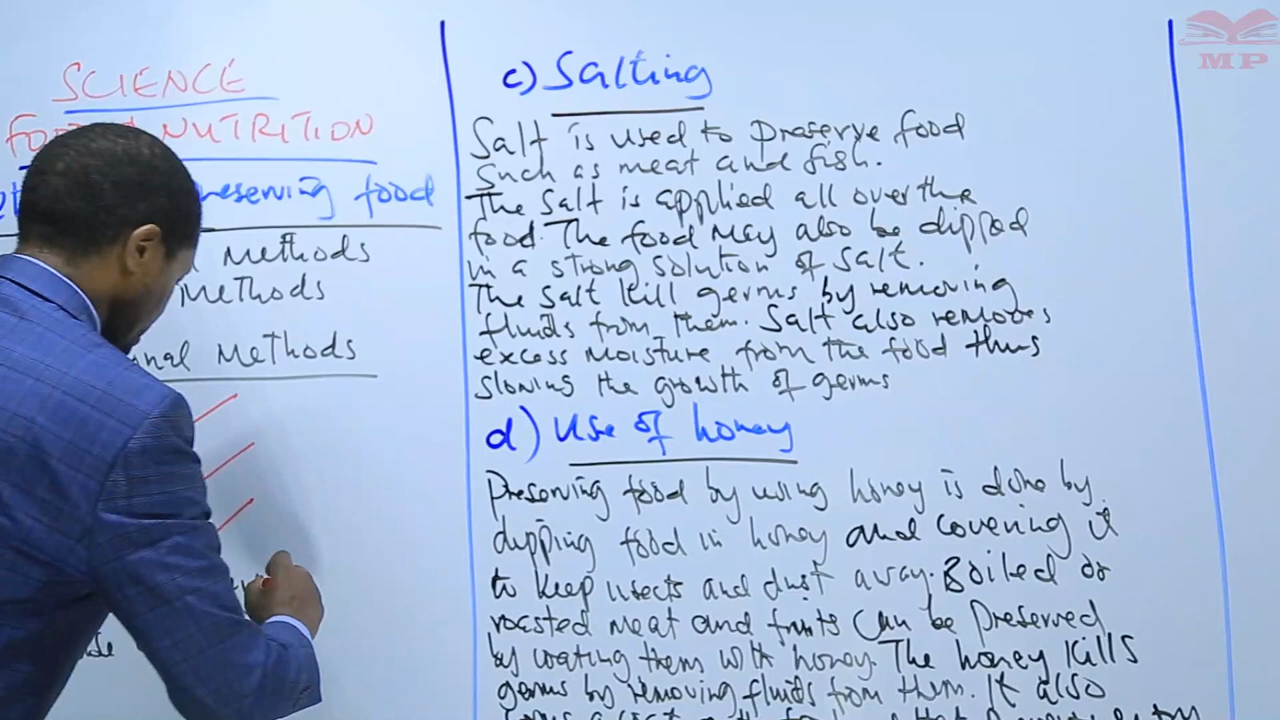 SCIENCE
NUTRITION
preserving food
Methods
Methods
onal Methods
c) Salting
Salt is used to preserve food
Such as meat and fish.
The salt is applied all over the
food. The food may also be dipped
in a strong solution of salt.
The salt kill germs by removing
fluids from them. Salt also removes
excess moisture from the food thus
slowing the growth of germs
d) Use of honey
Preserving food by using honey is done by
dipping food in honey and covering it
to keep insects and dust away. Boiled or
roasted meat and fruits can be preserved
by coating them with honey. The honey kills
germs by removing fluids from them. It also
MP